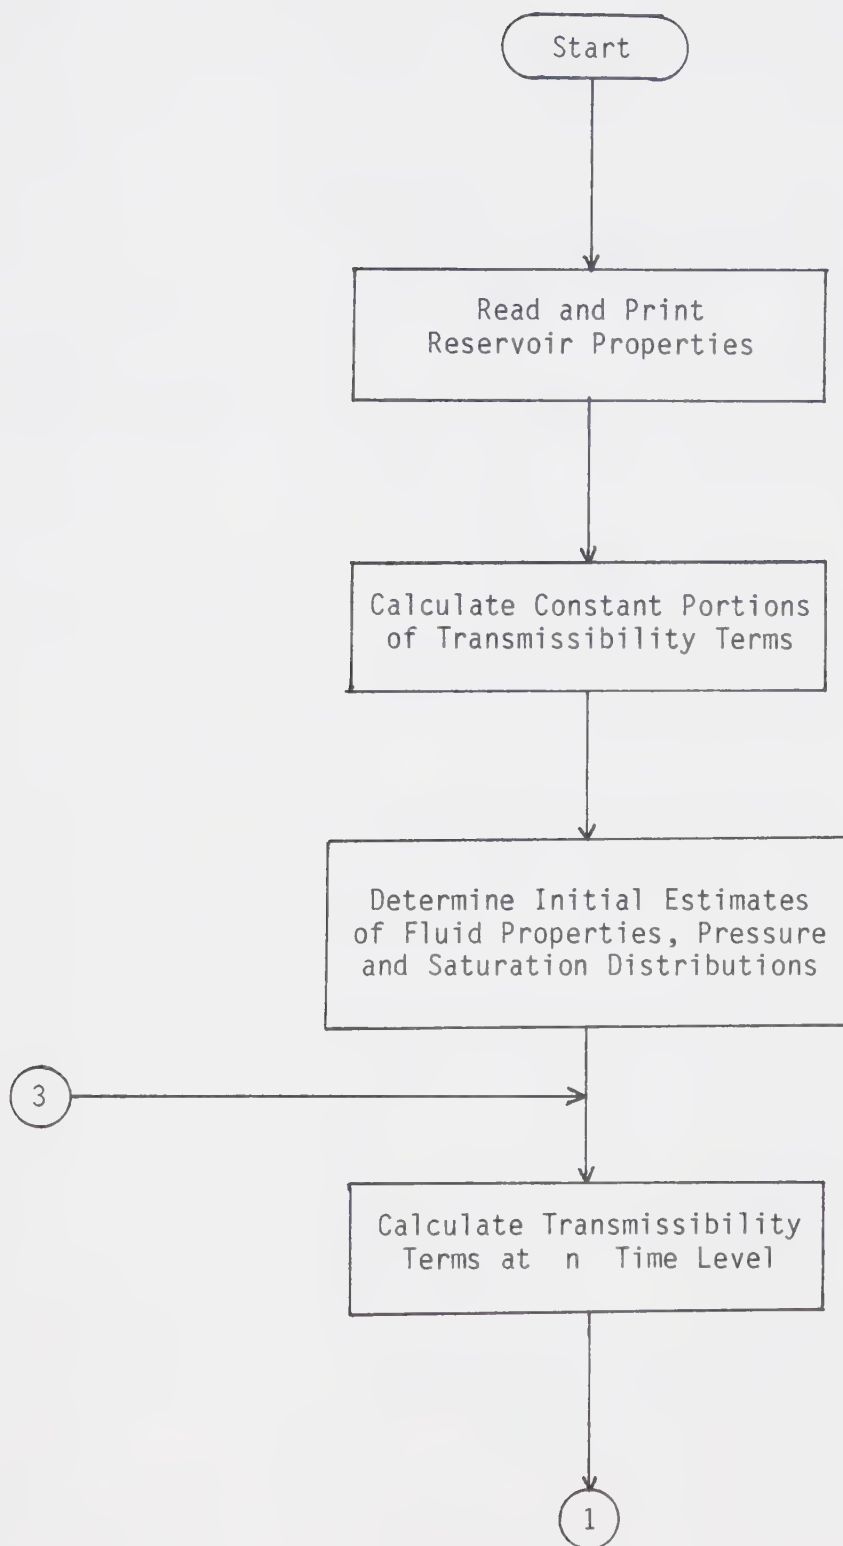 Start
Read and Print
Reservoir Properties
Calculate Constant Portions
of Transmissibility Terms
Determine Initial Estimates
of Fluid Properties, Pressure
and Saturation Distributions
3
Calculate Transmissibility
Terms at n Time Level
1